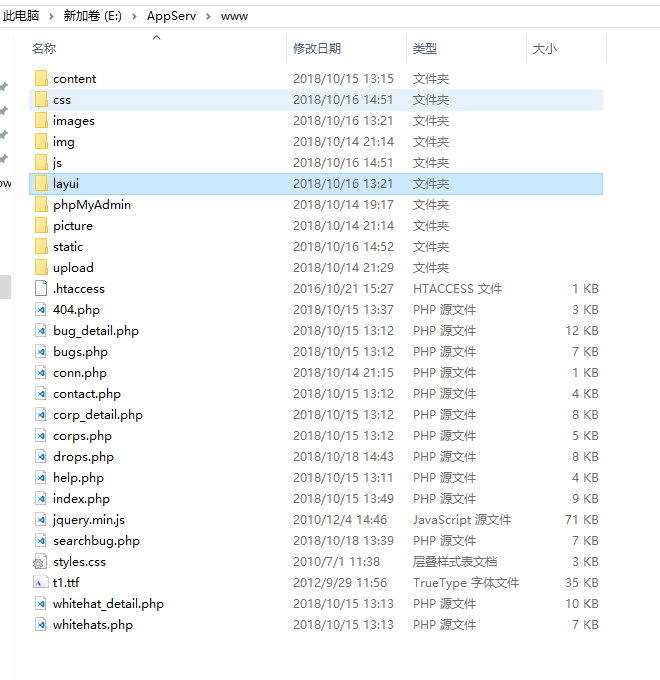 此电脑 > 新加卷 (E:) > AppServ > www
名称 修改日期 类型 大小
content 2018/10/15 13:15 文件夹
css 2018/10/16 14:51 文件夹
images 2018/10/16 13:21 文件夹
img 2018/10/14 21:14 文件夹
js 2018/10/16 14:51 文件夹
layui 2018/10/16 13:21 文件夹
phpMyAdmin 2018/10/14 19:17 文件夹
picture 2018/10/14 21:14 文件夹
static 2018/10/16 14:52 文件夹
upload 2018/10/14 21:29 文件夹
.htaccess 2016/10/21 15:27 HTACCESS 文件 1 KB
404.php 2018/10/15 13:37 PHP 源文件 3 KB
bug_detail.php 2018/10/15 13:12 PHP 源文件 12 KB
bugs.php 2018/10/15 13:12 PHP 源文件 7 KB
conn.php 2018/10/14 21:15 PHP 源文件 1 KB
contact.php 2018/10/15 13:12 PHP 源文件 4 KB
corp_detail.php 2018/10/15 13:12 PHP 源文件 8 KB
corps.php 2018/10/15 13:12 PHP 源文件 5 KB
drops.php 2018/10/18 14:43 PHP 源文件 8 KB
help.php 2018/10/15 13:11 PHP 源文件 4 KB
index.php 2018/10/15 13:49 PHP 源文件 9 KB
jquery.min.js 2010/12/4 14:46 JavaScript 源文件 71 KB
searchbug.php 2018/10/18 13:39 PHP 源文件 7 KB
styles.css 2010/7/1 11:38 层叠样式表文档 3 KB
t1.ttf 2012/9/29 11:56 TrueType 字体文件 35 KB
whitehat_detail.php 2018/10/15 13:13 PHP 源文件 10 KB
whitehats.php 2018/10/15 13:13 PHP 源文件 7 KB